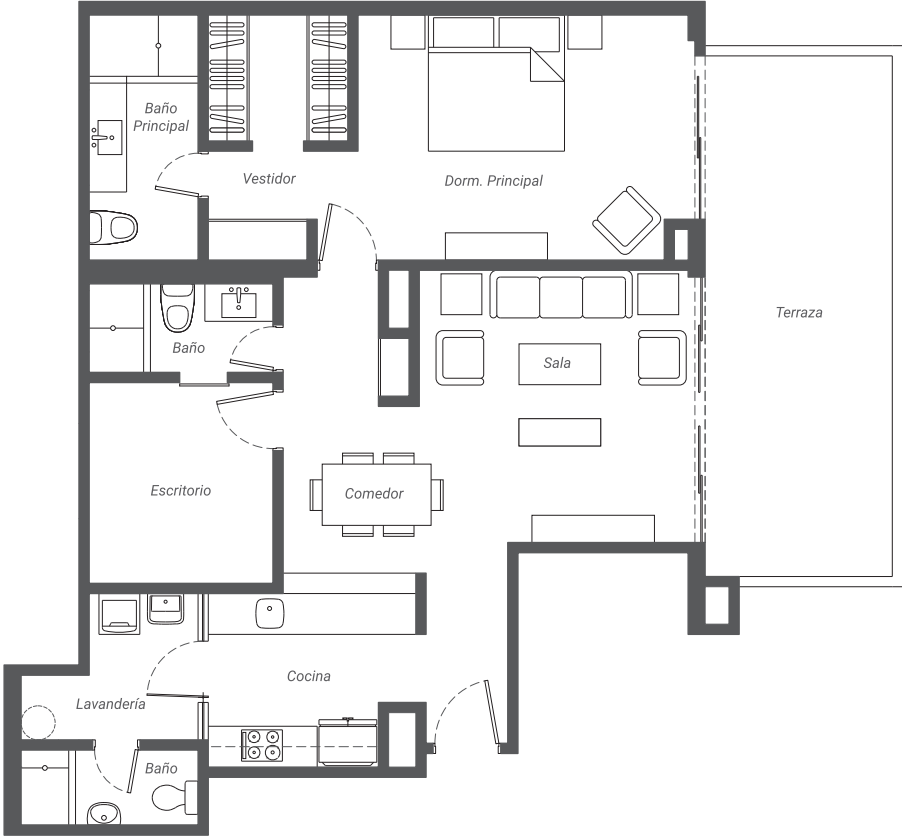 Baño
Principal
Vestidor
Dorm. Principal
Terraza
Baño
Sala
Escritorio
Comedor
Cocina
Lavandería
Baño